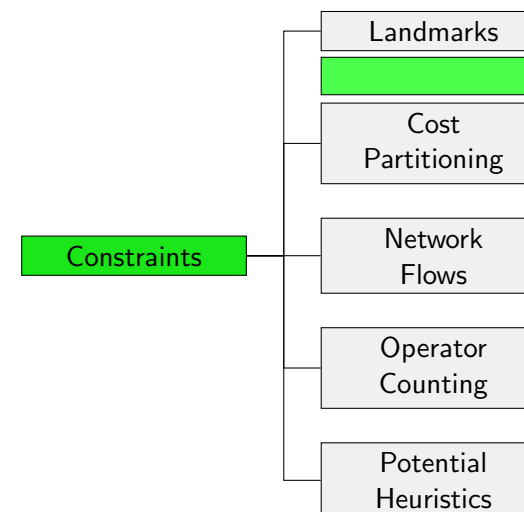 Landmarks
Cost
Partitioning
Constraints
Network
Flows
Operator
Counting
Potential
Heuristics